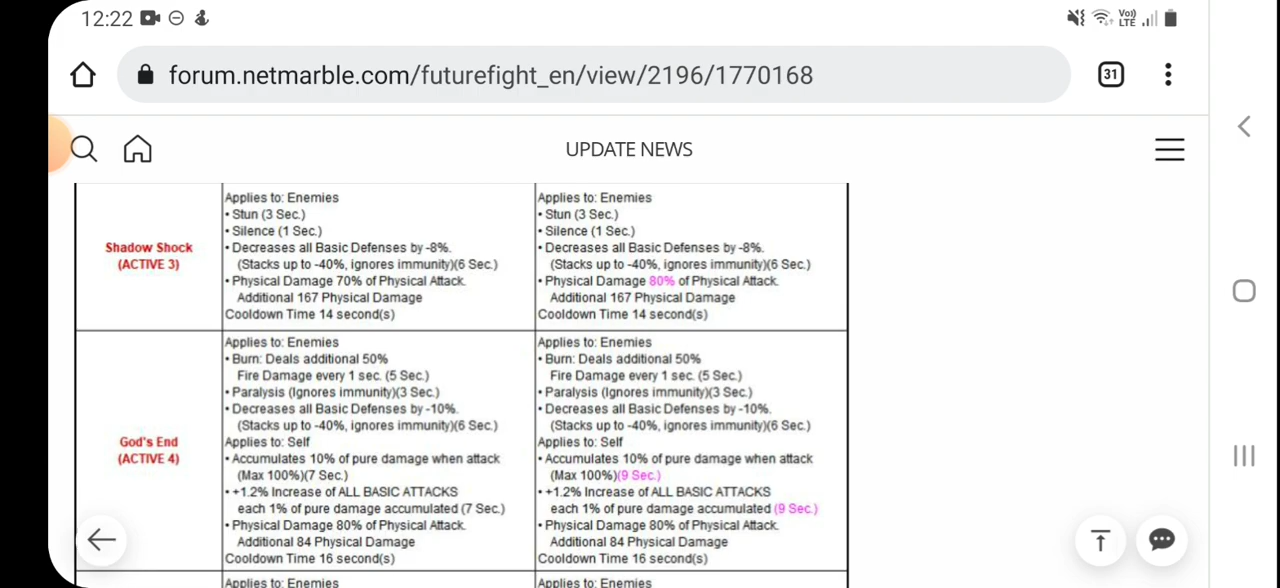 12:22
Vo))
LTE
forum.netmarble.com/futurefight_en/view/2196/1770168
31
UPDATE NEWS
Shadow Shock
(ACTIVE 3)
Applies to: Enemies
• Stun (3 Sec.)
• Silence (1 Sec.)
• Decreases all Basic Defenses by -8%.
(Stacks up to -40%, ignores immunity)(6 Sec.)
• Physical Damage 70% of Physical Attack.
Additional 167 Physical Damage
Cooldown Time 14 second(s)
Applies to: Enemies
• Stun (3 Sec.)
• Silence (1 Sec.)
• Decreases all Basic Defenses by -8%.
(Stacks up to -40%, ignores immunity)(6 Sec.)
• Physical Damage 80% of Physical Attack.
Additional 167 Physical Damage
Cooldown Time 14 second(s)
God's End
(ACTIVE 4)
Applies to: Enemies
• Burn: Deals additional 50%
Fire Damage every 1 sec. (5 Sec.)
• Paralysis (Ignores immunity)(3 Sec.)
• Decreases all Basic Defenses by -10%.
(Stacks up to -40%, ignores immunity)(6 Sec.)
Applies to: Self
• Accumulates 10% of pure damage when attack
(Max 100%)(7 Sec.)
• +1.2% Increase of ALL BASIC ATTACKS
each 1% of pure damage accumulated (7 Sec.)
• Physical Damage 80% of Physical Attack.
Additional 84 Physical Damage
Cooldown Time 16 second(s)
Applies to: Enemies
• Burn: Deals additional 50%
Fire Damage every 1 sec. (5 Sec.)
• Paralysis (Ignores immunity)(3 Sec.)
• Decreases all Basic Defenses by -10%.
(Stacks up to -40%, ignores immunity)(6 Sec.)
Applies to: Self
• Accumulates 10% of pure damage when attack
(Max 100%)(9 Sec.)
• +1.2% Increase of ALL BASIC ATTACKS
each 1% of pure damage accumulated (9 Sec.)
• Physical Damage 80% of Physical Attack.
Additional 84 Physical Damage
Cooldown Time 16 second(s)
Applies to: Enemies
Applies to: Enemies